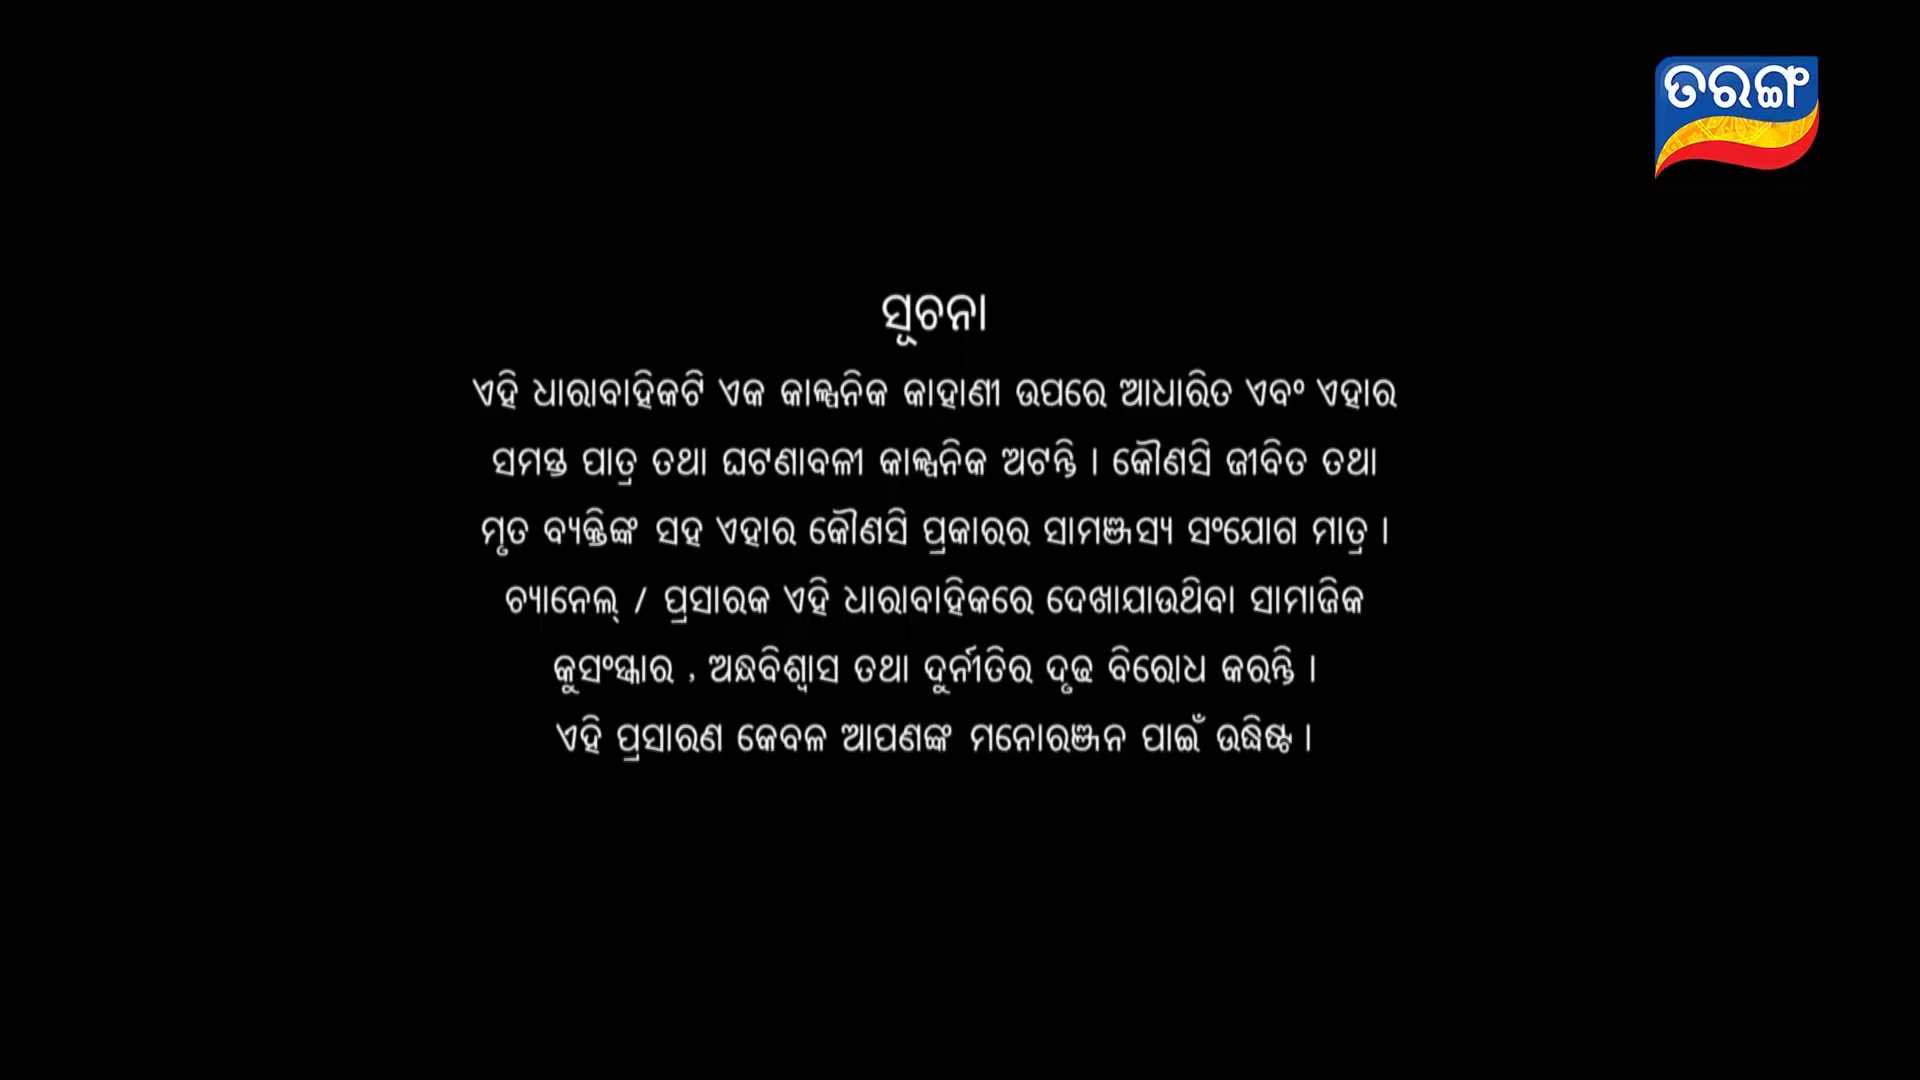 ତରଙ୍ଗ
ସୂଚନା
ଏହି ଧାରାବାହିକଟି ଏକ କାଳ୍ପନିକ କାହାଣୀ ଉପରେ ଆଧାରିତ ଏବଂ ଏହାର
ସମସ୍ତ ପାତ୍ର ତଥା ଘଟଣାବଳୀ କାଳ୍ପନିକ ଅଟନ୍ତି । କୌଣସି ଜୀବିତ ତଥା
ମୃତ ବ୍ୟକ୍ତିଙ୍କ ସହ ଏହାର କୌଣସି ପ୍ରକାରର ସାମଞ୍ଜସ୍ୟ ସଂଯୋଗ ମାତ୍ର ।
ଚ୍ୟାନେଲ୍ / ପ୍ରସାରକ ଏହି ଧାରାବାହିକରେ ଦେଖାଯାଉଥିବା ସାମାଜିକ
କୁସଂସ୍କାର , ଅନ୍ଧବିଶ୍ୱାସ ତଥା ଦୁର୍ନୀତିର ଦୃଢ ବିରୋଧ କରନ୍ତି ।
ଏହି ପ୍ରସାରଣ କେବଳ ଆପଣଙ୍କ ମନୋରଞ୍ଜନ ପାଇଁ ଉଦ୍ଧିଷ୍ଟ ।